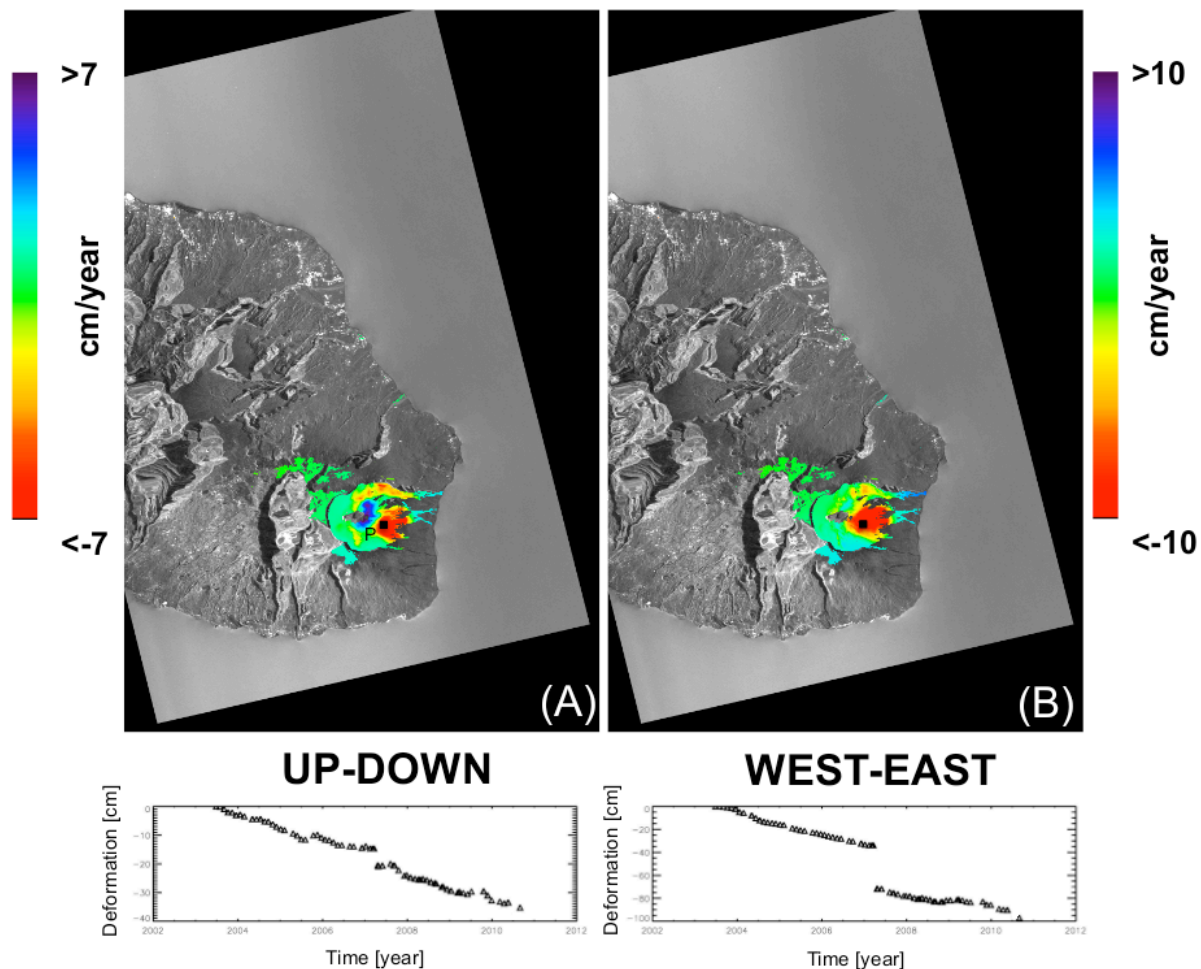 >7
cm/year
<-7
P
(A)
(B)
>10
cm/year
<-10
UP-DOWN
WEST-EAST
Deformation [cm]
0
-10
-20
-30
-40
2002
2004
2006
2008
2010
2012
Time [year]
Deformation [cm]
0
-20
-40
-60
-80
-100
2002
2004
2006
2008
2010
2012
Time [year]